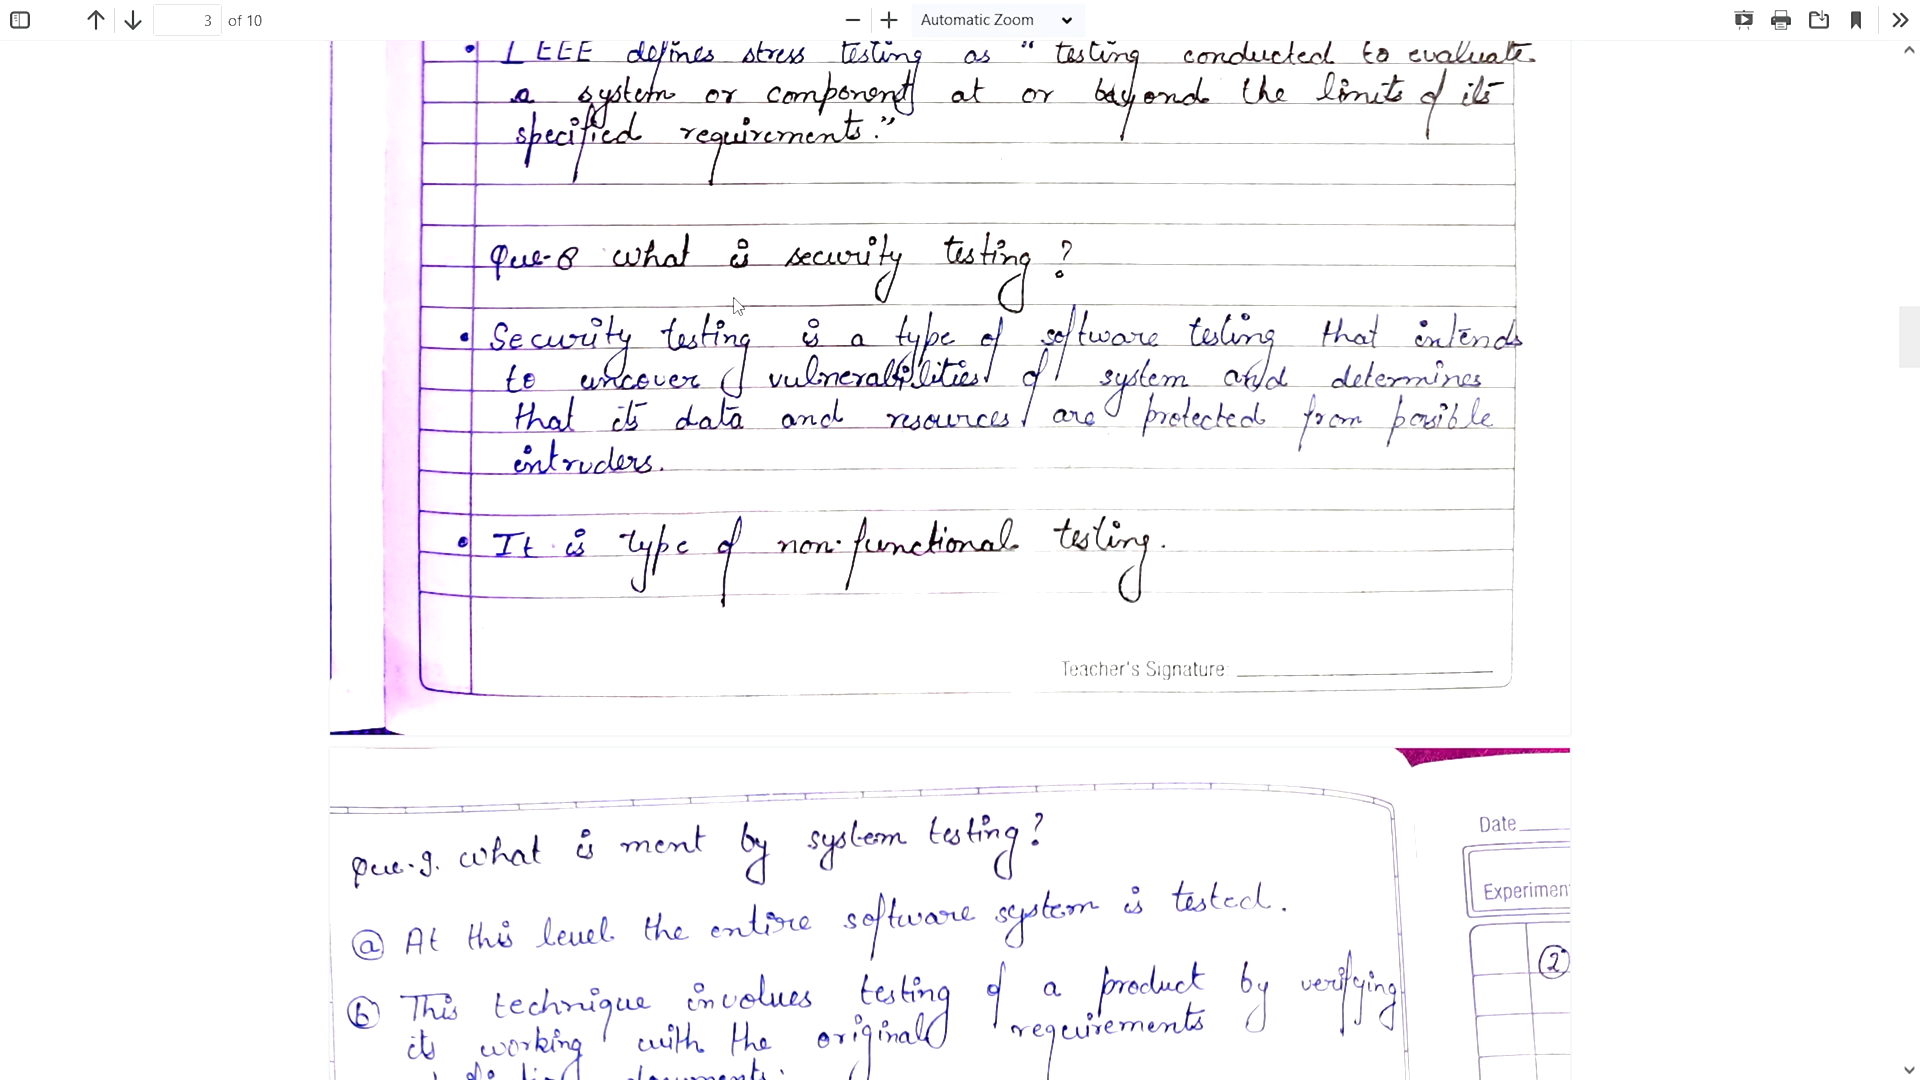 3 of 10
Automatic Zoom
• IEEE defines stress testing as " testing conducted to evaluate
a system or component at or beyond the limits of its
specified requirements."
Que-8 what is security testing ?
• Security testing is a type of software testing that intends
to uncover vulnerabilities of system and determines
that its data and resources are protected from possible
intruders.
• It is type of non-functional testing.
Teacher's Signature:
Que-9. what is ment by system testing?
Date
Experimen
ⓐ At this level the entire software system is tested.
②
ⓑ This technique involves testing of a product by verifying
its working with the original requirements
documents.